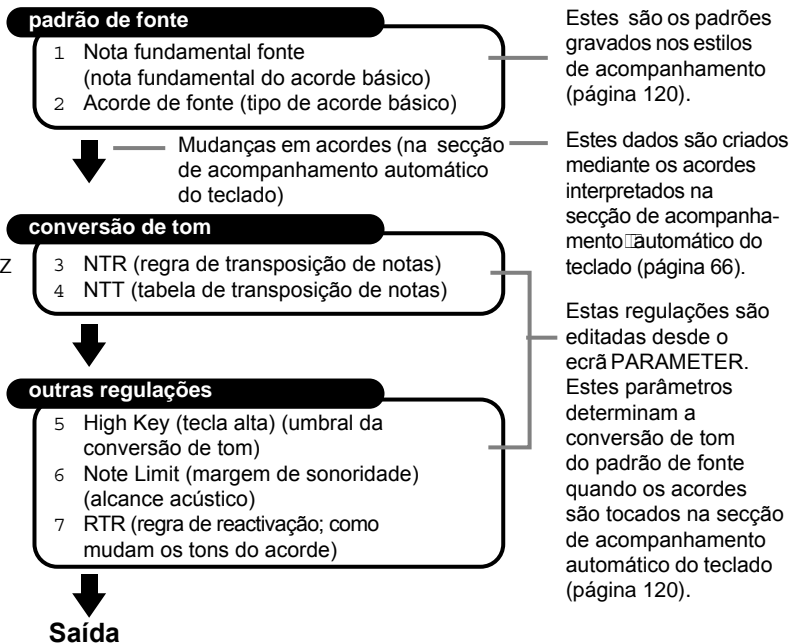 padrão de fonte
1 Nota fundamental fonte
(nota fundamental do acorde básico)
2 Acorde de fonte (tipo de acorde básico)
Estes são os padrões
gravados nos estilos
de acompanhamento
(página 120).
Mudanças em acordes (na secção
de acompanhamento automático
do teclado)
Estes dados são criados
mediante os acordes
interpretados na
secção de acompanha-
mento automático do
teclado (página 66).
conversão de tom
Z
3 NTR (regra de transposição de notas)
4 NTT (tabela de transposição de notas)
outras regulações
5 High Key (tecla alta) (umbral da
conversão de tom)
6 Note Limit (margem de sonoridade)
(alcance acústico)
7 RTR (regra de reactivação; como
mudam os tons do acorde)
Estas regulações são
editadas desde o
ecrã PARAMETER.
Estes parâmetros
determinam a
conversão de tom
do padrão de fonte
quando os acordes
são tocados na secção
de acompanhamento
automático do teclado
(página 120).
Saída